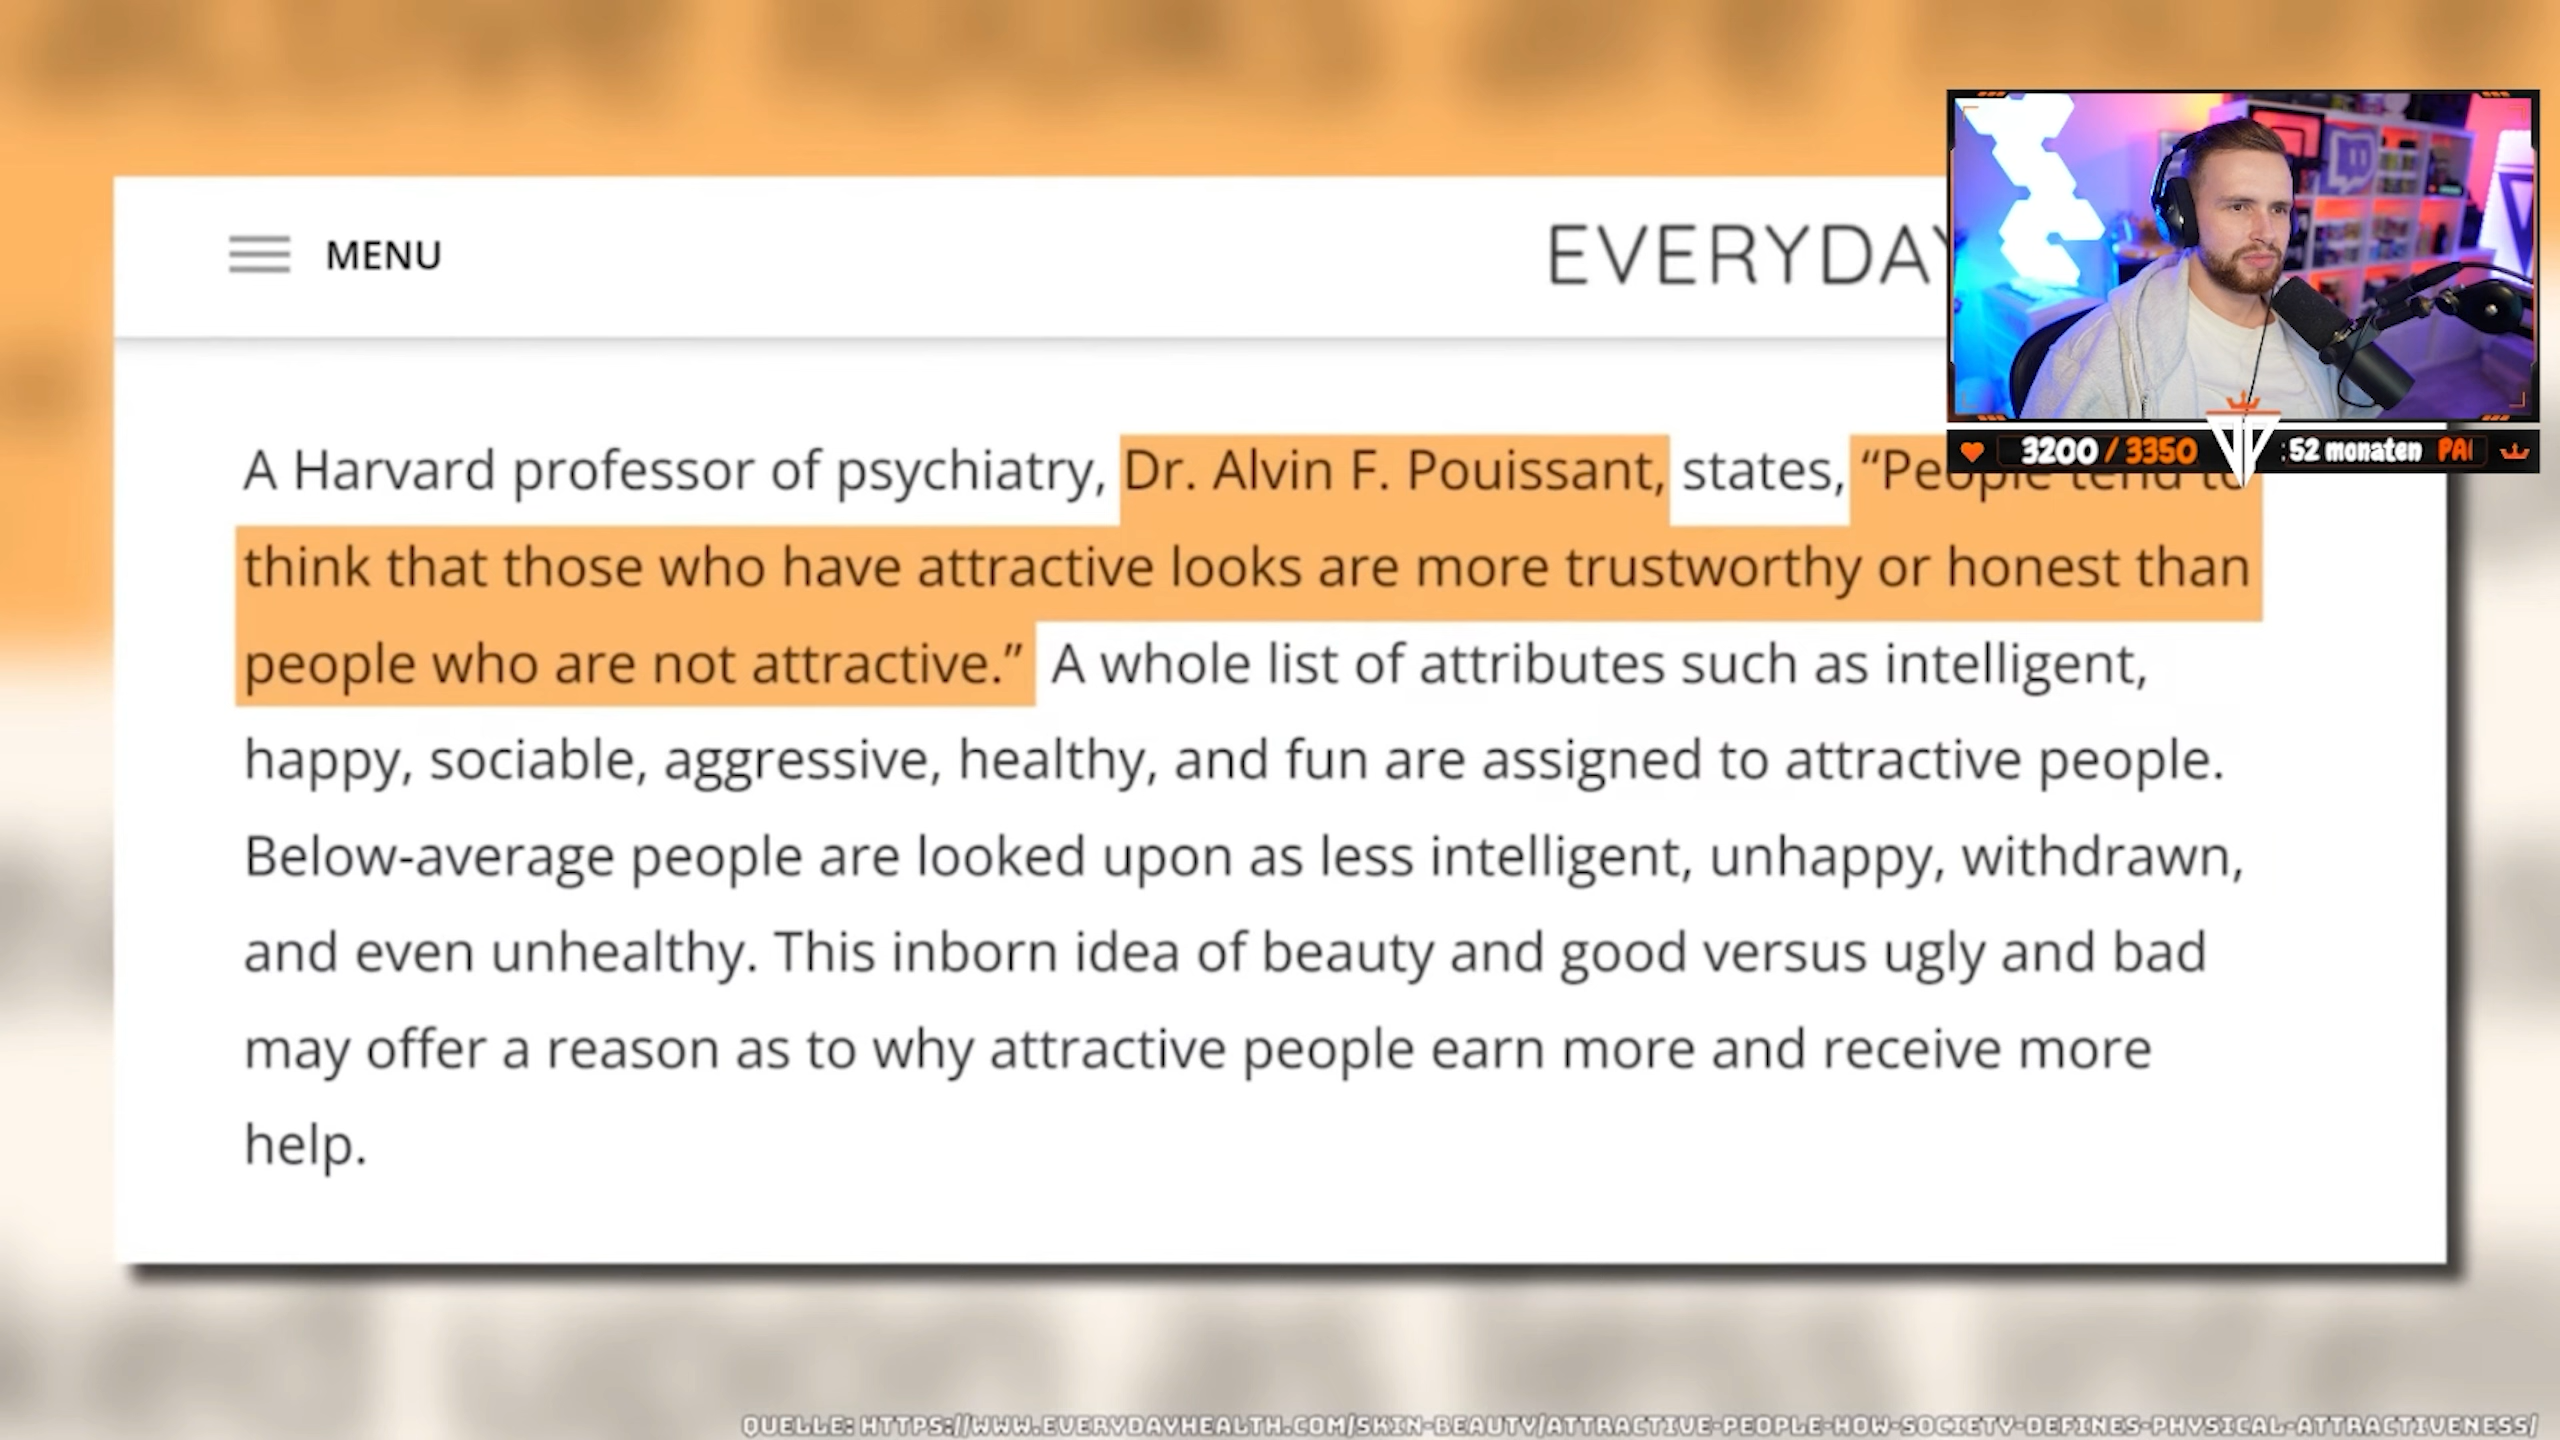 MENU
EVERYDAY
3200 / 3350
:52 monaten PAI
A Harvard professor of psychiatry, Dr. Alvin F. Pouissant, states, “People tend to
think that those who have attractive looks are more trustworthy or honest than
people who are not attractive.” A whole list of attributes such as intelligent,
happy, sociable, aggressive, healthy, and fun are assigned to attractive people.
Below-average people are looked upon as less intelligent, unhappy, withdrawn,
and even unhealthy. This inborn idea of beauty and good versus ugly and bad
may offer a reason as to why attractive people earn more and receive more
help.
QUELLE: HTTPS://WWW.EVERYDAYHEALTH.COM/SKIN-BEAUTY/ATTRACTIVE-PEOPLE-HOW-SOCIETY-DEFINES-PHYSICAL-ATTRACTIVENESS/